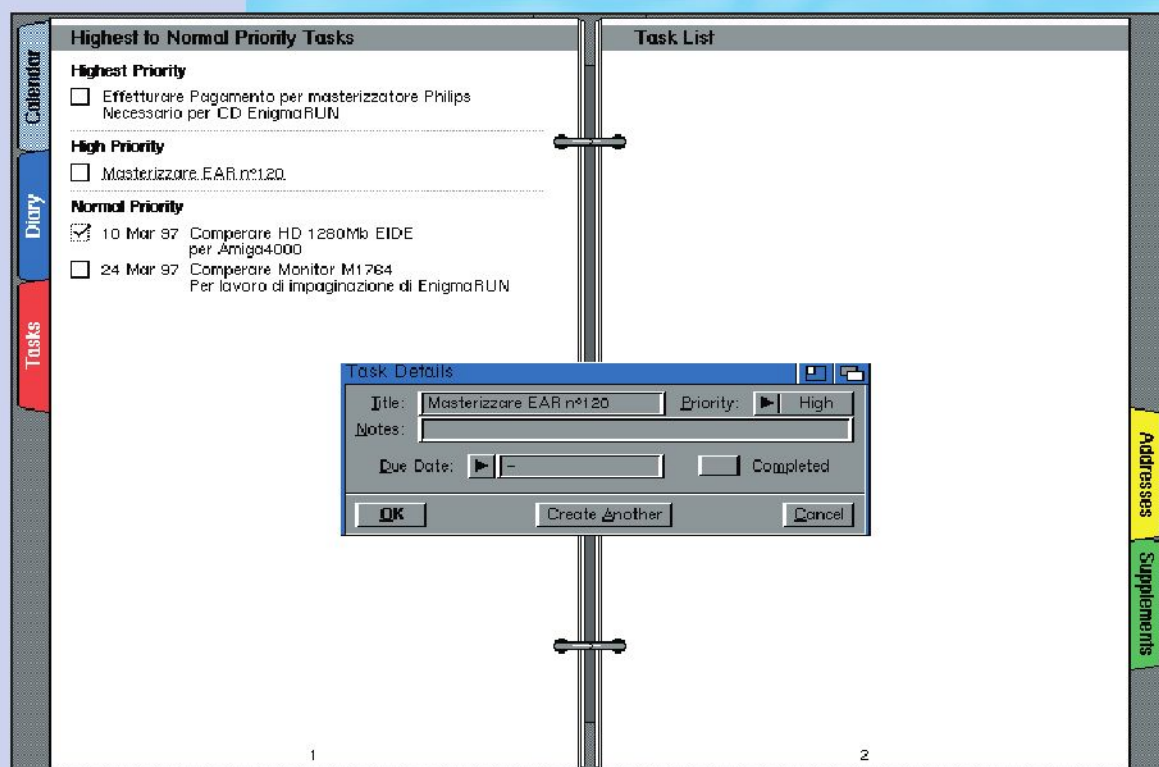 Calendar
Diary
Tasks
Highest to Normal Priority Tasks
Highest Priority
Effetturare Pagamento per masterizzatore Philips
Necessario per CD EnigmaRUN
High Priority
Masterizzare EAR n°120
Normal Priority
10 Mar 97 Comperare HD 1280Mb EIDE
per Amiga4000
24 Mar 97 Comperare Monitor M1764
Per lavoro di impaginazione di EnigmaRUN
1
Task List
2
Task Details
Title: Masterizzare EAR n°120 Priority: High
Notes:
Due Date: - Completed
OK Create Another Cancel
Addresses
Supplements